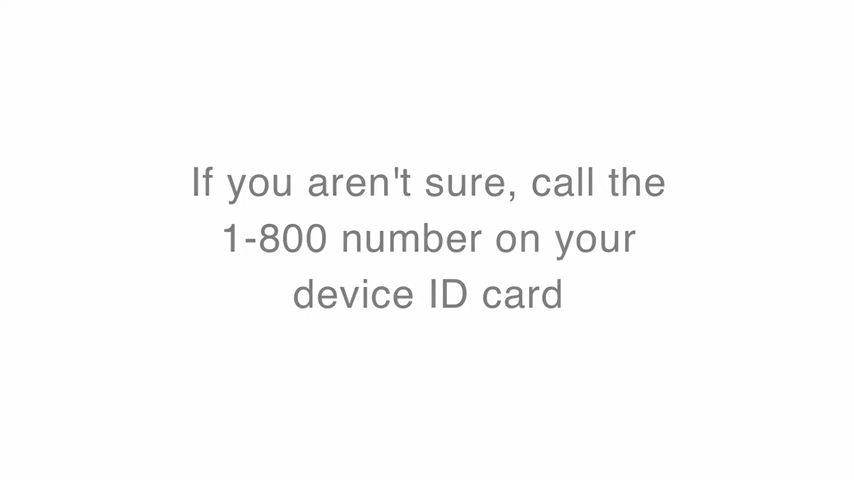 If you aren't sure, call the
1-800 number on your
device ID card